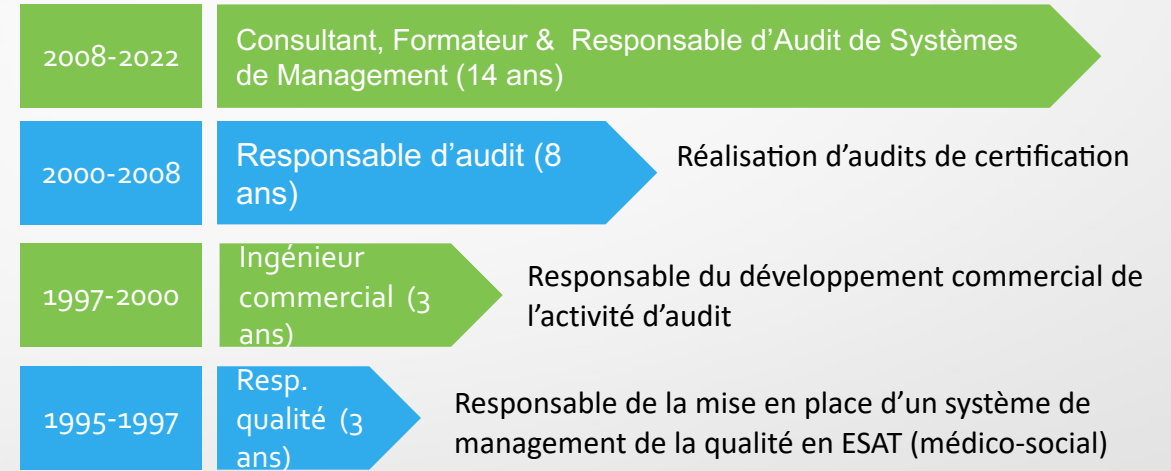 2008-2022
Consultant, Formateur &  Responsable d’Audit de Systèmes
de Management (14 ans)
2000-2008
Responsable d’audit (8
ans)
Réalisation d’audits de certification
1997-2000
Ingénieur
commercial (3
ans)
Responsable du développement commercial de
l’activité d’audit
1995-1997
Resp.
qualité (3
ans)
Responsable de la mise en place d’un système de
management de la qualité en ESAT (médico-social)